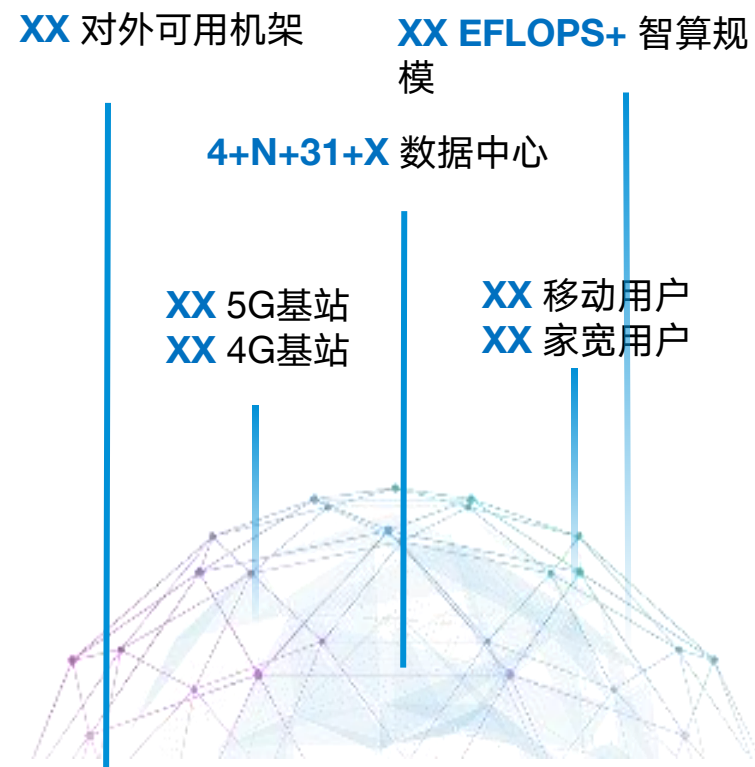 XX 对外可用机架
XX EFLOPS+ 智算规
模
4+N+31+X 数据中心
XX 5G基站
XX 4G基站
XX 移动用户
XX 家宽用户